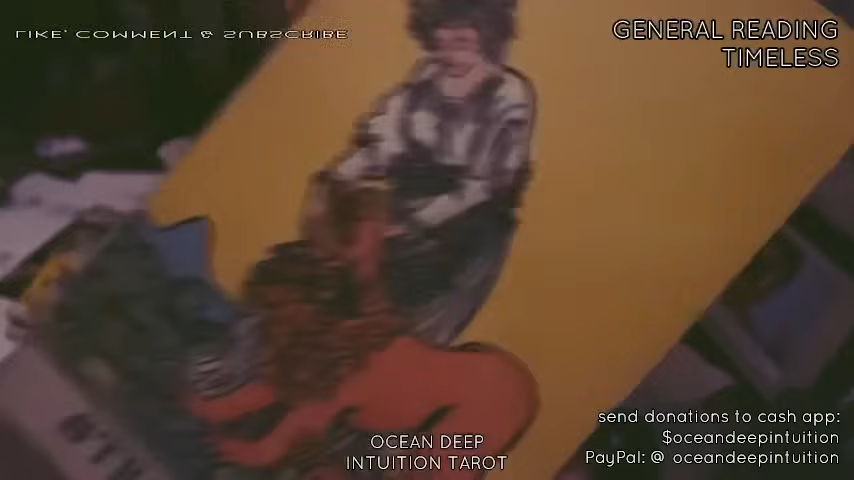 LIKE, COMMENT & SUBSCRIBE
GENERAL READING
TIMELESS
send donations to cash app:
$oceandeepintuition
PayPal: @ oceandeepintuition
OCEAN DEEP
INTUITION TAROT